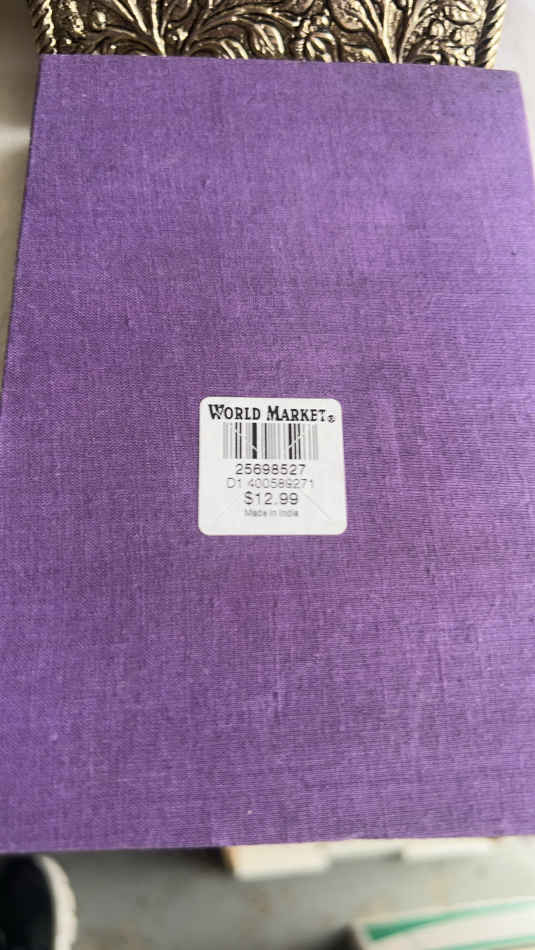 WORLD MARKET®
25698527
D1 400589271
$12.99
Made in India